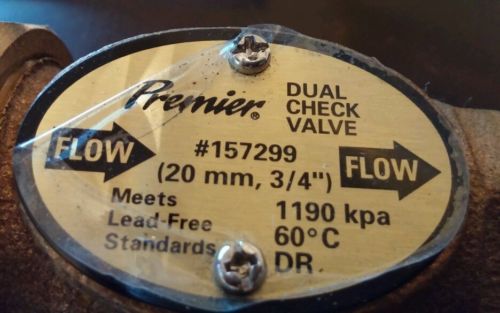 Premier®
DUAL
CHECK
VALVE
FLOW
#157299
(20 mm, 3/4")
FLOW
Meets
Lead-Free
Standards
1190 kpa
60°C
DR